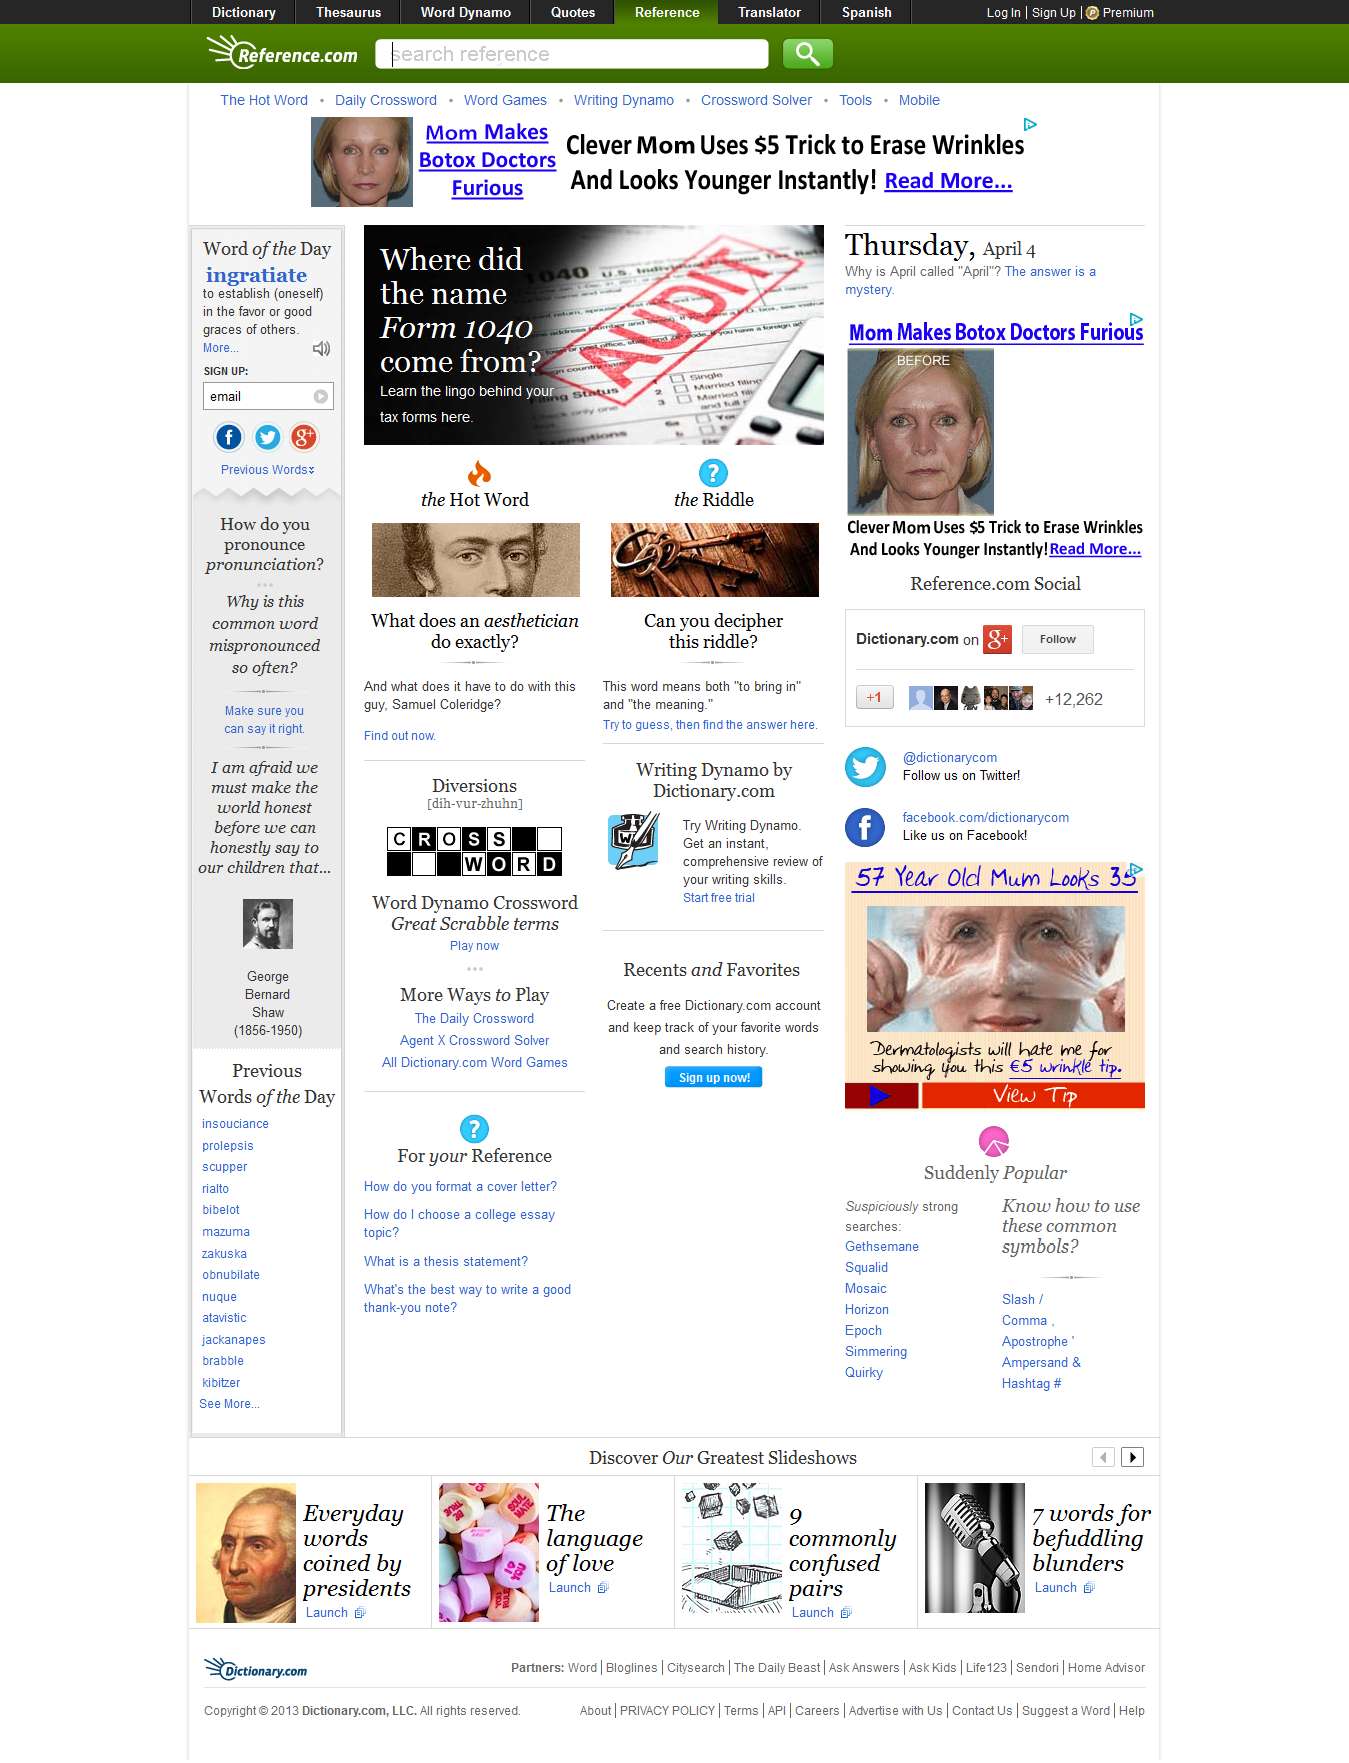 Dictionary Thesaurus Word Dynamo Quotes Reference Translator Spanish Log In | Sign Up | Premium
Reference.com search reference
The Hot Word • Daily Crossword • Word Games • Writing Dynamo • Crossword Solver • Tools • Mobile
Mom Makes
Botox Doctors
Furious
Clever Mom Uses $5 Trick to Erase Wrinkles
And Looks Younger Instantly! Read More...
Word of the Day
ingratiate
to establish (oneself)
in the favor or good
graces of others.
More...
SIGN UP:
email
Previous Words
How do you
pronounce
pronunciation?
Why is this
common word
mispronounced
so often?
Make sure you
can say it right.
I am afraid we
must make the
world honest
before we can
honestly say to
our children that...
George
Bernard
Shaw
(1856-1950)
Previous
Words of the Day
insouciance
prolepsis
scupper
rialto
bibelot
mazuma
zakuska
obnubilate
nuque
atavistic
jackanapes
brabble
kibitzer
See More...
Where did
the name
Form 1040
come from?
Learn the lingo behind your
tax forms here.
AUDIT
the Hot Word
What does an aesthetician
do exactly?
And what does it have to do with this
guy, Samuel Coleridge?
Find out now.
Diversions
[dih-vur-zhuhn]
CROSS
WORD
Word Dynamo Crossword
Great Scrabble terms
Play now
More Ways to Play
The Daily Crossword
Agent X Crossword Solver
All Dictionary.com Word Games
For your Reference
How do you format a cover letter?
How do I choose a college essay
topic?
What is a thesis statement?
What's the best way to write a good
thank-you note?
the Riddle
Can you decipher
this riddle?
This word means both "to bring in"
and "the meaning."
Try to guess, then find the answer here.
Writing Dynamo by
Dictionary.com
Try Writing Dynamo.
Get an instant,
comprehensive review of
your writing skills.
Start free trial
Recents and Favorites
Create a free Dictionary.com account
and keep track of your favorite words
and search history.
Sign up now!
Thursday, April 4
Why is April called "April"? The answer is a
mystery.
Mom Makes Botox Doctors Furious
BEFORE
Clever Mom Uses $5 Trick to Erase Wrinkles
And Looks Younger Instantly! Read More...
Reference.com Social
Dictionary.com on g+ Follow
+1 +12,262
@dictionarycom
Follow us on Twitter!
facebook.com/dictionarycom
Like us on Facebook!
57 Year Old Mum Looks 35
Dermatologists will hate me for
showing you this €5 wrinkle tip.
View Tip
Suddenly Popular
Suspiciously strong
searches:
Gethsemane
Squalid
Mosaic
Horizon
Epoch
Simmering
Quirky
Know how to use
these common
symbols?
Slash /
Comma ,
Apostrophe '
Ampersand &
Hashtag #
Discover Our Greatest Slideshows
Everyday
words
coined by
presidents
Launch
The
language
of love
Launch
9
commonly
confused
pairs
Launch
7 words for
befuddling
blunders
Launch
Dictionary.com
Partners: Word | Bloglines | Citysearch | The Daily Beast | Ask Answers | Ask Kids | Life123 | Sendori | Home Advisor
Copyright © 2013 Dictionary.com, LLC. All rights reserved.
About | PRIVACY POLICY | Terms | API | Careers | Advertise with Us | Contact Us | Suggest a Word | Help